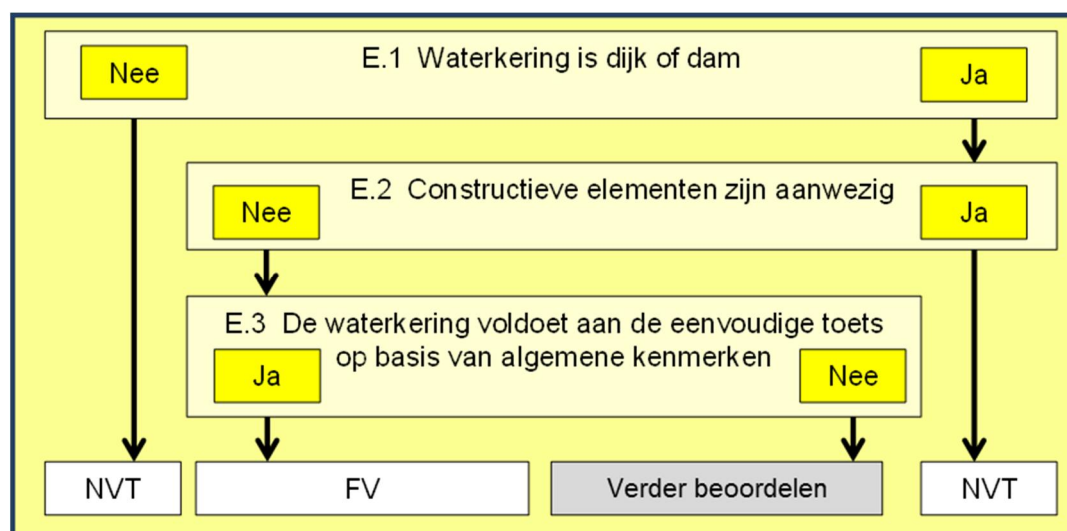 E.1 Waterkering is dijk of dam
Nee
Ja
E.2 Constructieve elementen zijn aanwezig
Nee
Ja
E.3 De waterkering voldoet aan de eenvoudige toets
op basis van algemene kenmerken
Ja
Nee
NVT
FV
Verder beoordelen
NVT